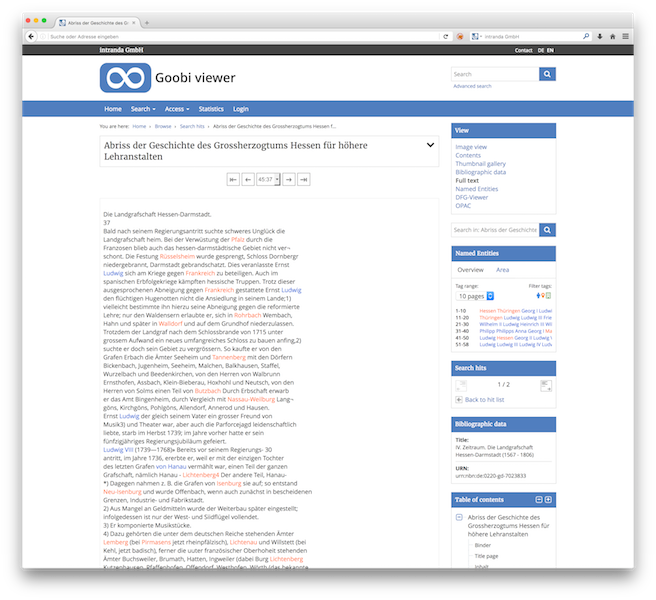 Abriss der Geschichte des G
Suche oder Adresse eingeben
intranda GmbH
intranda GmbH
Contact DE EN
Goobi viewer
Search
Advanced search
Home Search Access Statistics Login
You are here: Home Browse Search hits Abriss der Geschichte des Grossherzogtums Hessen f...
Abriss der Geschichte des Grossherzogtums Hessen für höhere
Lehranstalten
45:37
Die Landgrafschaft Hessen-Darmstadt.
37
Bald nach seinem Regierungsantritt suchte schweres Unglück die
Landgrafschaft heim. Bei der Verwüstung der Pfalz durch die
Franzosen blieb auch das hessen-darmstädtische Gebiet nicht ver¬
schont. Die Festung Rüsselsheim wurde gesprengt, Schloss Dornbergr
niedergebrannt, Darmstadt gebrandschatzt. Dies veranlasste Ernst
Ludwig sich am Kriege gegen Frankreich zu beteiligen. Auch im
spanischen Erbfolgekriege kämpften hessische Truppen. Trotz dieser
ausgesprochenen Abneigung gegen Frankreich gestattete Ernst Ludwig
den flüchtigen Hugenotten nicht die Ansiedlung in seinem Lande;1)
vielleicht bestimmte ihn hierzu seine Abneigung gegen die reformierte
Lehre; nur den Waldensern erlaubte er, sich in Rohrbach Wembach,
Hahn und später in Walldorf und auf dem Grundhof niederzulassen.
Trotzdem der Landgraf nach dem Schlossbrande von 1715 unter
grossem Aufwand ein neues umfangreiches Schloss zu bauen anfing,2)
suchte er doch sein Gebiet zu vergrössern. So kaufte er von den
Grafen Erbach die Ämter Seeheim und Tannenberg mit den Dörfern
Bickenbach, Jugenheim, Seeheim, Malchen, Balkhausen, Staffel,
Wurzelbach und Beedenkirchen, von den Herren von Walbrunn
Ernsthofen, Assbach, Klein-Bieberau, Hoxhohl und Neutsch, von den
Herren von Solms einen Teil von Butzbach Durch Erbschaft erwarb
er das Amt Bingenheim, durch Vergleich mit Nassau-Weilburg Lang¬
göns, Kirchgöns, Pohlgöns, Allendorf, Annerod und Hausen.
Ernst Ludwig der gleich seinem Vater ein grosser Freund von
Musik3) und Theater war, aber auch die Parforcejagd leidenschaftlich
liebte, starb im Herbst 1739; im Jahre vorher hatte er sein
fünfzigjähriges Regierungsjubiläum gefeiert.
Ludwig VIII (1739—1768)» Bereits vor seinem Regierungs- 30
antritt, im Jahre 1736, ererbte er, weil er mit der einzigen Tochter
des letzten Grafen von Hanau vermählt war, einen Teil der ganzen
Grafschaft, nämlich Hanau - Lichtenberg4 Der andere Teil, Hanau-
*) Dagegen nahmen z. B. die Grafen von Isenburg sie auf; so entstand
Neu-Isenburg und wurde Offenbach, wenn auch zunächst in bescheidenen
Grenzen, Industrie- und Fabrikstadt.
2) Aus Mangel an Geldmitteln wurde der Weiterbau später eingestellt;
infolgedessen ist nur der West- und Südflügel vollendet.
3) Er komponierte Musikstücke.
4) Dazu gehörten die unter dem deutschen Reiche stehenden Ämter
Lemberg (bei Pirmasens jetzt rheinpfälzisch), Lichtenau und Willstett (bei
Kehl, jetzt badisch), ferner die unter französischer Oberhoheit stehenden
Ämter Buchsweiler, Brumath, Hatten, Ingweiler (dabei Burg Lichtenberg
Kutzenhausen, Pfaffenhofen, Offendorf, Westhofen, Wörth (das bekannte
View
Image view
Contents
Thumbnail gallery
Bibliographic data
Full text
Named Entities
DFG-Viewer
OPAC
Search in: Abriss der Geschichte
Named Entities
Overview Area
Tag range: Filter tags:
10 pages
1-10 Hessen Thüringen Georg I Ludwi
11-20 Thüringen Ludwig Ludwig III Frie
21-30 Wilhelm II Ludwig Heinrich III Wil
31-40 Philipp Philipps Anna Georg I Ma
41-50 Ludwig Hessen Georg II Ludwig V
51-58 Ludwig Ludwig III Ludwig IV Ludw
Search hits
1 / 2
Back to hit list
Bibliographic data
Title:
IV. Zeitraum. Die Landgrafschaft
Hessen-Darmstadt (1567 - 1806)
URN:
urn:nbn:de:0220-gd-7023833
Table of contents
Abriss der Geschichte des
Grossherzogtums Hessen für
höhere Lehranstalten
Binder
Title page
Inhalt